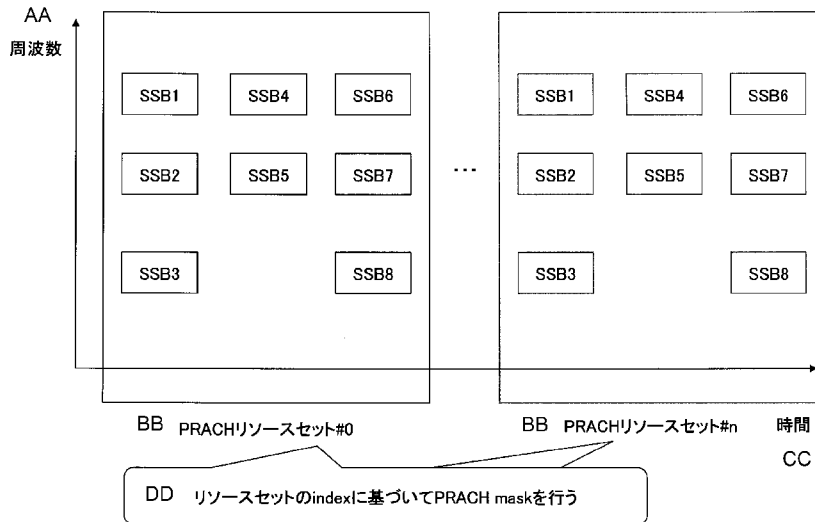 AA
周波数
SSB1 SSB4 SSB6 SSB1 SSB4 SSB6
SSB2 SSB5 SSB7 … SSB2 SSB5 SSB7
SSB3 SSB8 SSB3 SSB8
BB PRACHリソースセット#0 BB PRACHリソースセット#n 時間
CC
DD リソースセットのindexに基づいてPRACH maskを行う